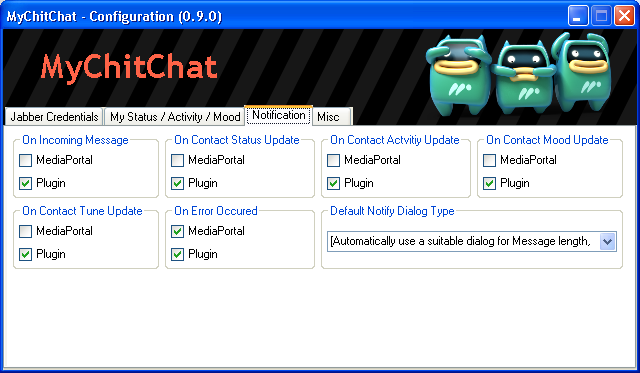 MyChitChat - Configuration (0.9.0)
MyChitChat
Jabber Credentials My Status / Activity / Mood Notification Misc
On Incoming Message On Contact Status Update On Contact Activtiy Update On Contact Mood Update
MediaPortal MediaPortal MediaPortal MediaPortal
Plugin Plugin Plugin Plugin
On Contact Tune Update On Error Occured Default Notify Dialog Type
MediaPortal MediaPortal
[Automatically use a suitable dialog for Message length,
Plugin Plugin